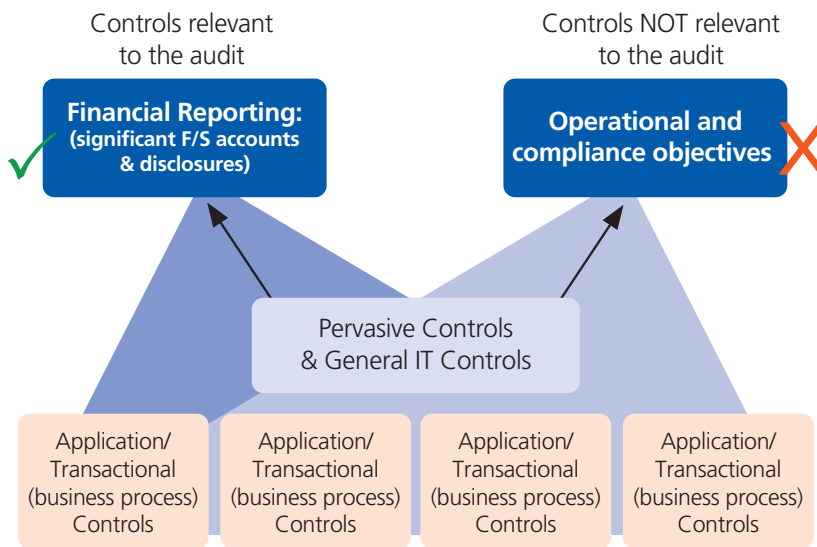 Controls relevant
to the audit
Controls NOT relevant
to the audit
Financial Reporting:
(significant F/S accounts
& disclosures)
Operational and
compliance objectives
Pervasive Controls
& General IT Controls
Application/
Transactional
(business process)
Controls
Application/
Transactional
(business process)
Controls
Application/
Transactional
(business process)
Controls
Application/
Transactional
(business process)
Controls